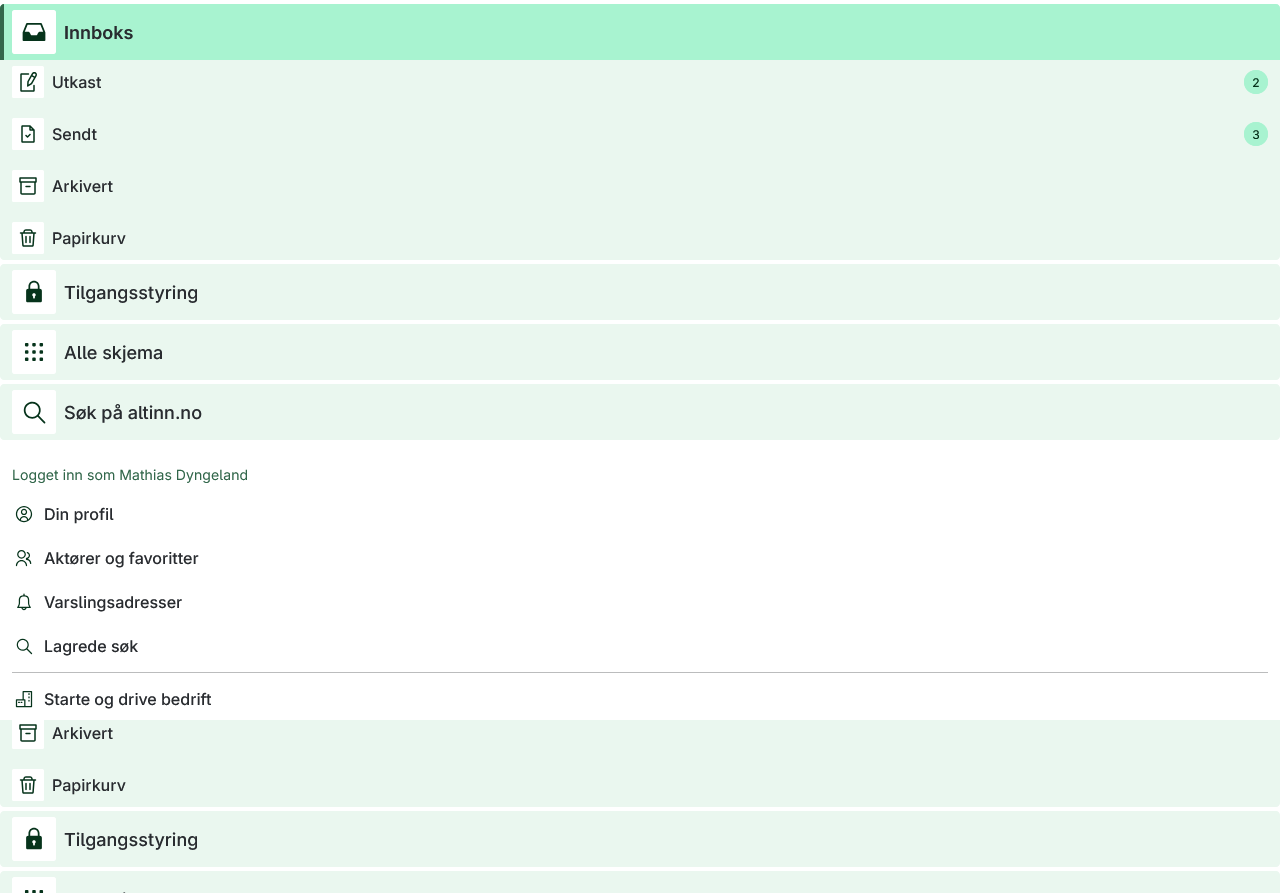 Innboks
Utkast 2
Sendt 3
Arkivert
Papirkurv
Tilgangsstyring
Alle skjema
Søk på altinn.no
Logget inn som Mathias Dyngeland
Din profil
Aktører og favoritter
Varslingsadresser
Lagrede søk
Starte og drive bedrift
Arkivert
Papirkurv
Tilgangsstyring